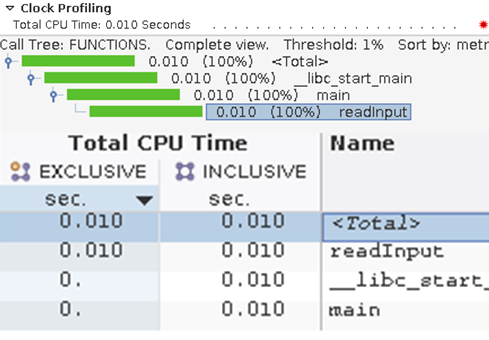 Clock Profiling
Total CPU Time: 0.010 Seconds
Call Tree: FUNCTIONS. Complete view. Threshold: 1% Sort by: metr
0.010 (100%) <Total>
0.010 (100%) __libc_start_main
0.010 (100%) main
0.010 (100%) readInput
Total CPU Time Name
EXCLUSIVE INCLUSIVE
sec. sec.
0.010 0.010 <Total>
0.010 0.010 readInput
0. 0.010 __libc_start_
0. 0.010 main